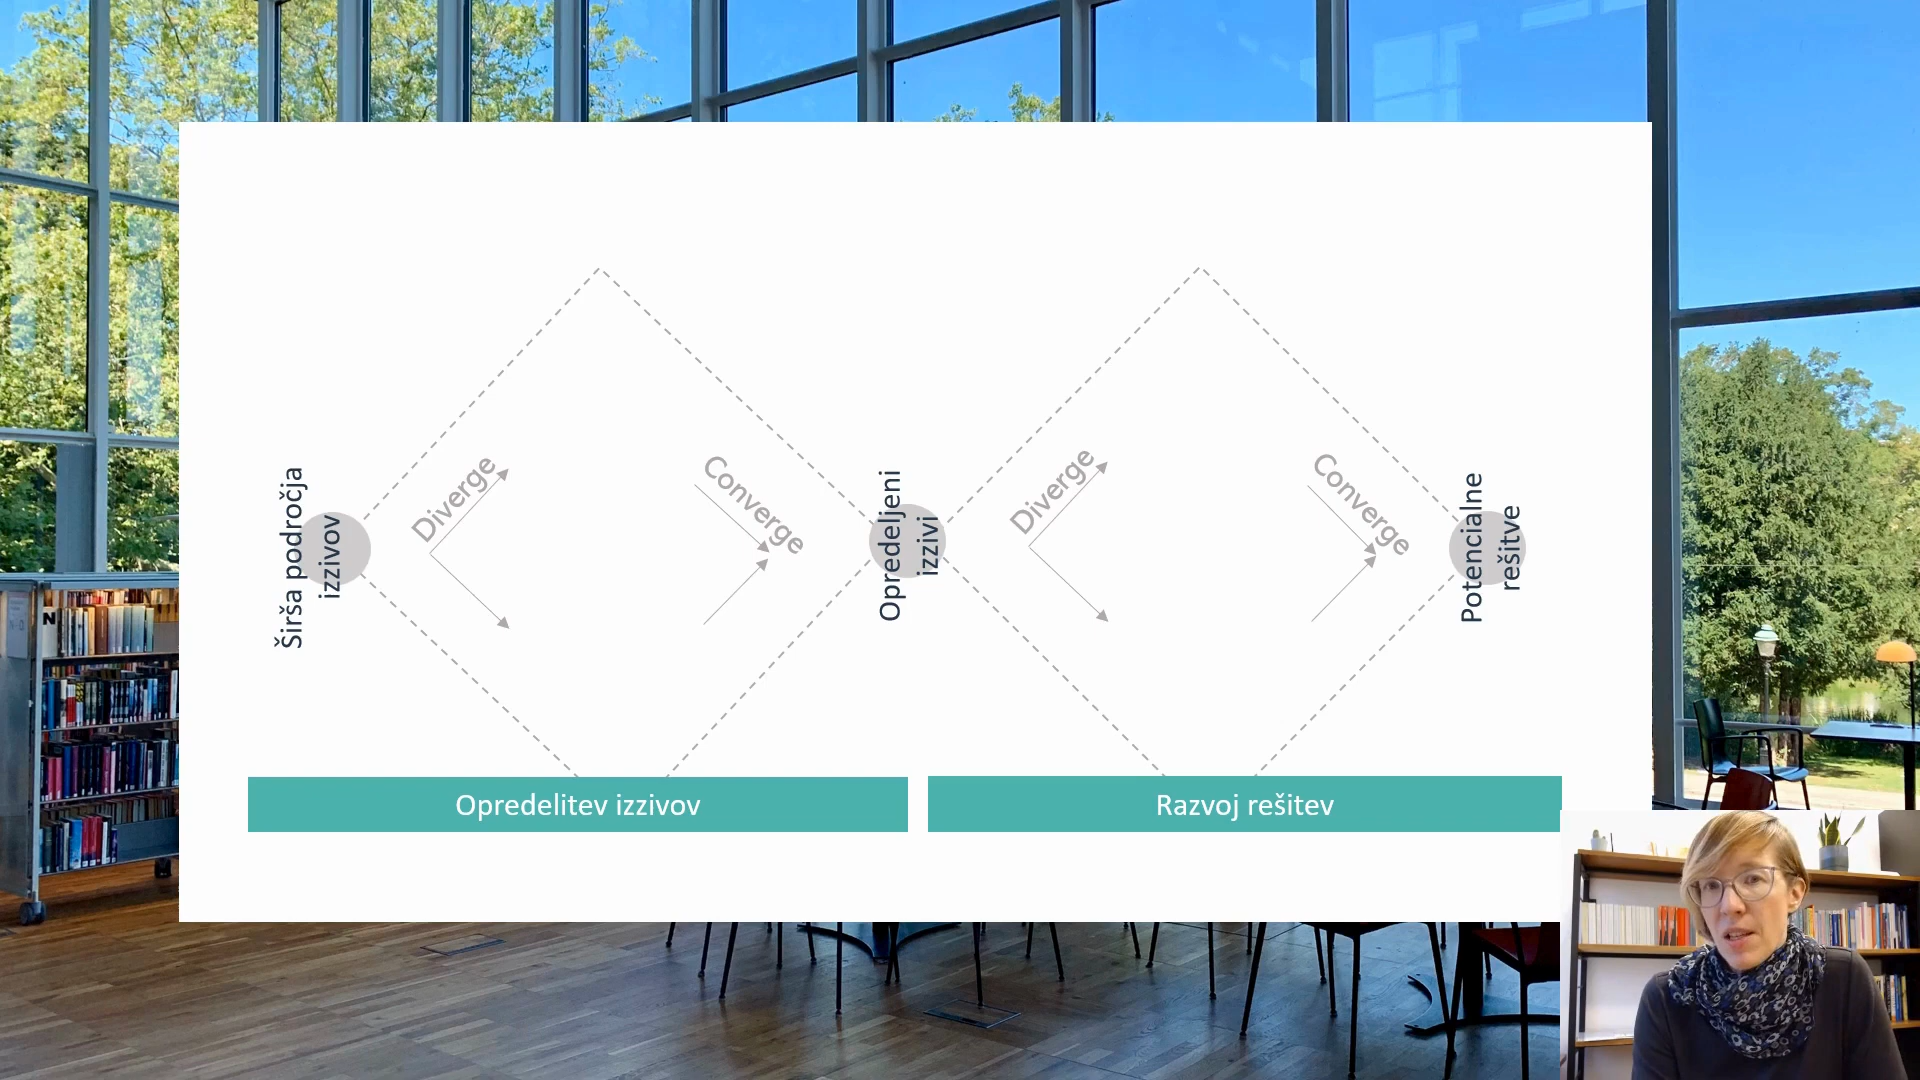 Širša področja
izzivov
Diverge
Converge
Opredeljeni
izzivi
Diverge
Converge
Potencialne
rešitve
Opredelitev izzivov
Razvoj rešitev
N